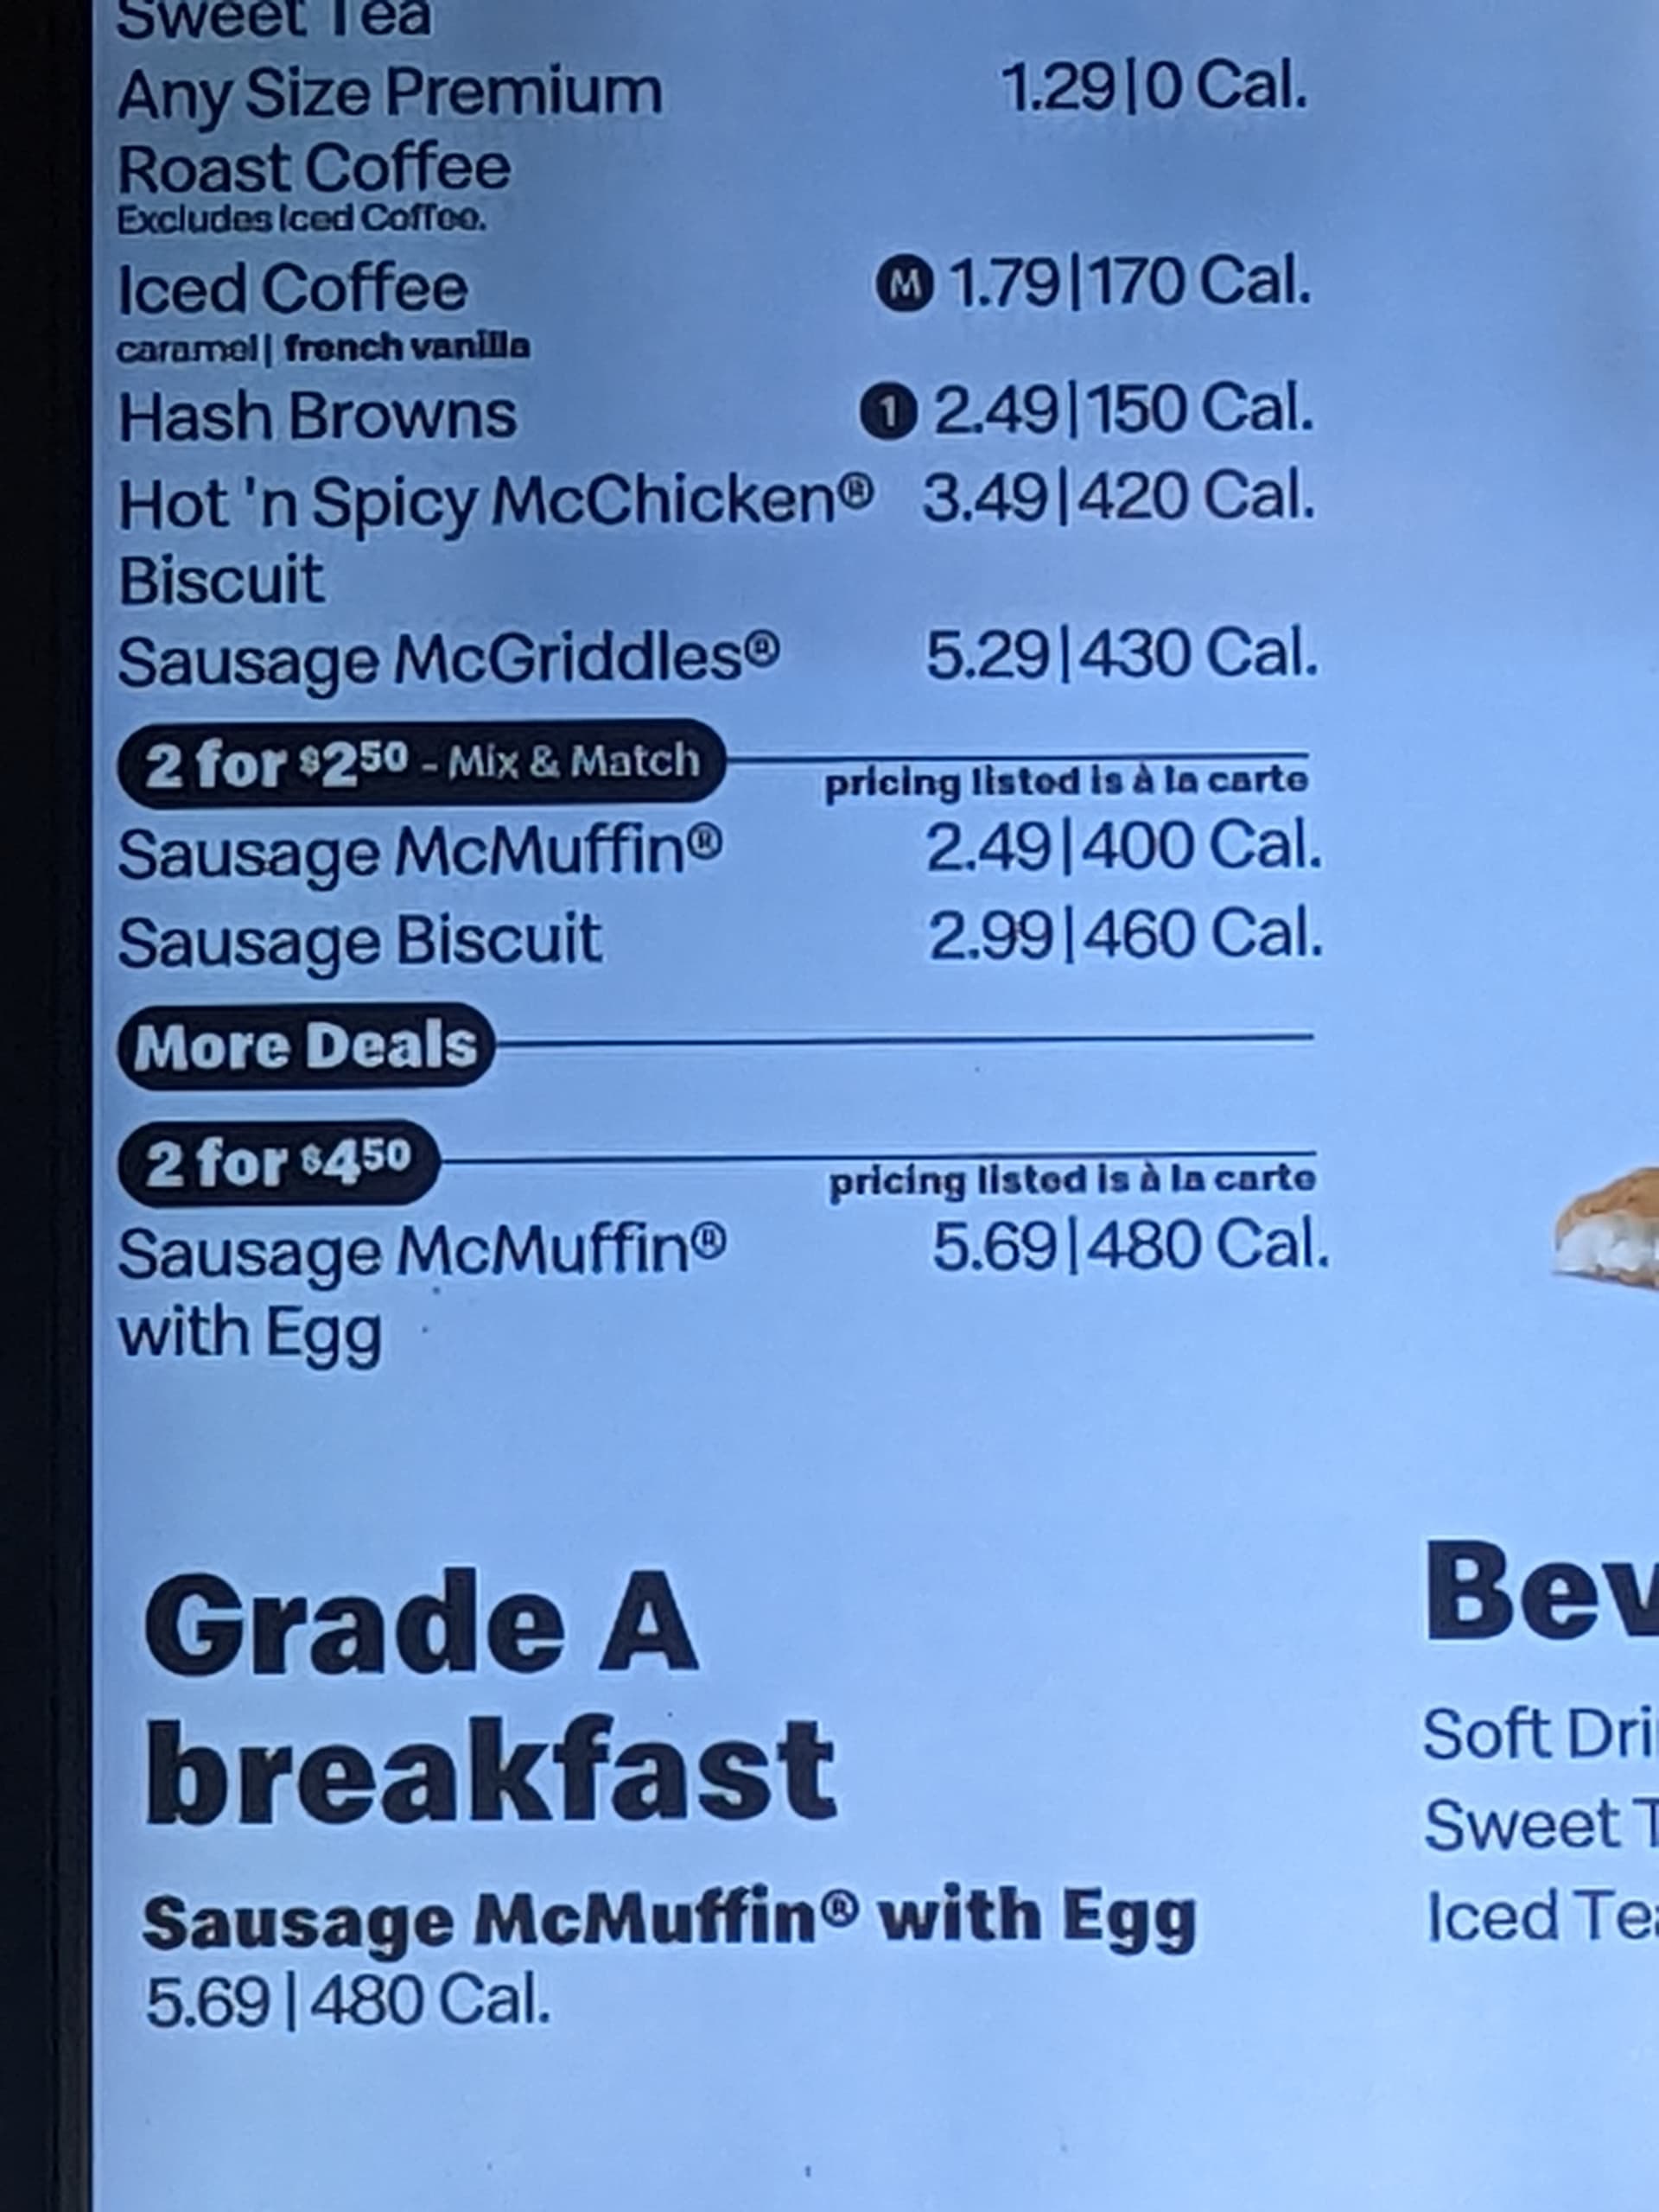 Sweet Tea
Any Size Premium 1.29|0 Cal.
Roast Coffee
Excludes Iced Coffee.
Iced Coffee M 1.79|170 Cal.
caramel| french vanilla
Hash Browns 1 2.49|150 Cal.
Hot 'n Spicy McChicken® 3.49|420 Cal.
Biscuit
Sausage McGriddles® 5.29|430 Cal.
2 for $2⁵⁰ - Mix & Match
pricing listed is à la carte
Sausage McMuffin® 2.49|400 Cal.
Sausage Biscuit 2.99|460 Cal.
More Deals
2 for $4⁵⁰
pricing listed is à la carte
Sausage McMuffin® 5.69|480 Cal.
with Egg
Grade A
breakfast
Sausage McMuffin® with Egg
5.69|480 Cal.
Bev
Soft Dri
Sweet T
Iced Tea